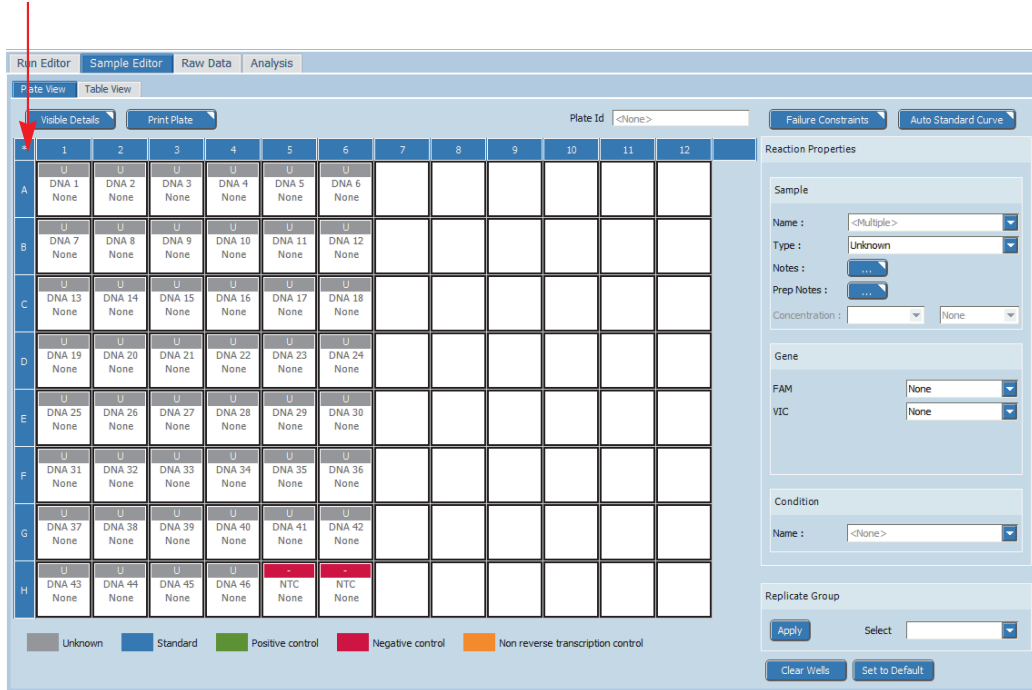 Run Editor Sample Editor Raw Data Analysis
Plate View Table View
Visible Details Print Plate Plate Id <None> Failure Constraints Auto Standard Curve
* 1 2 3 4 5 6 7 8 9 10 11 12
A U U U U U U
DNA 1 DNA 2 DNA 3 DNA 4 DNA 5 DNA 6
None None None None None None
B U U U U U U
DNA 7 DNA 8 DNA 9 DNA 10 DNA 11 DNA 12
None None None None None None
C U U U U U U
DNA 13 DNA 14 DNA 15 DNA 16 DNA 17 DNA 18
None None None None None None
D U U U U U U
DNA 19 DNA 20 DNA 21 DNA 22 DNA 23 DNA 24
None None None None None None
E U U U U U U
DNA 25 DNA 26 DNA 27 DNA 28 DNA 29 DNA 30
None None None None None None
F U U U U U U
DNA 31 DNA 32 DNA 33 DNA 34 DNA 35 DNA 36
None None None None None None
G U U U U U U
DNA 37 DNA 38 DNA 39 DNA 40 DNA 41 DNA 42
None None None None None None
H U U U U - -
DNA 43 DNA 44 DNA 45 DNA 46 NTC NTC
None None None None None None
Unknown Standard Positive control Negative control Non reverse transcription control
Reaction Properties
Sample
Name : <Multiple>
Type : Unknown
Notes : ...
Prep Notes : ...
Concentration : None
Gene
FAM None
VIC None
Condition
Name : <None>
Replicate Group
Apply Select
Clear Wells Set to Default